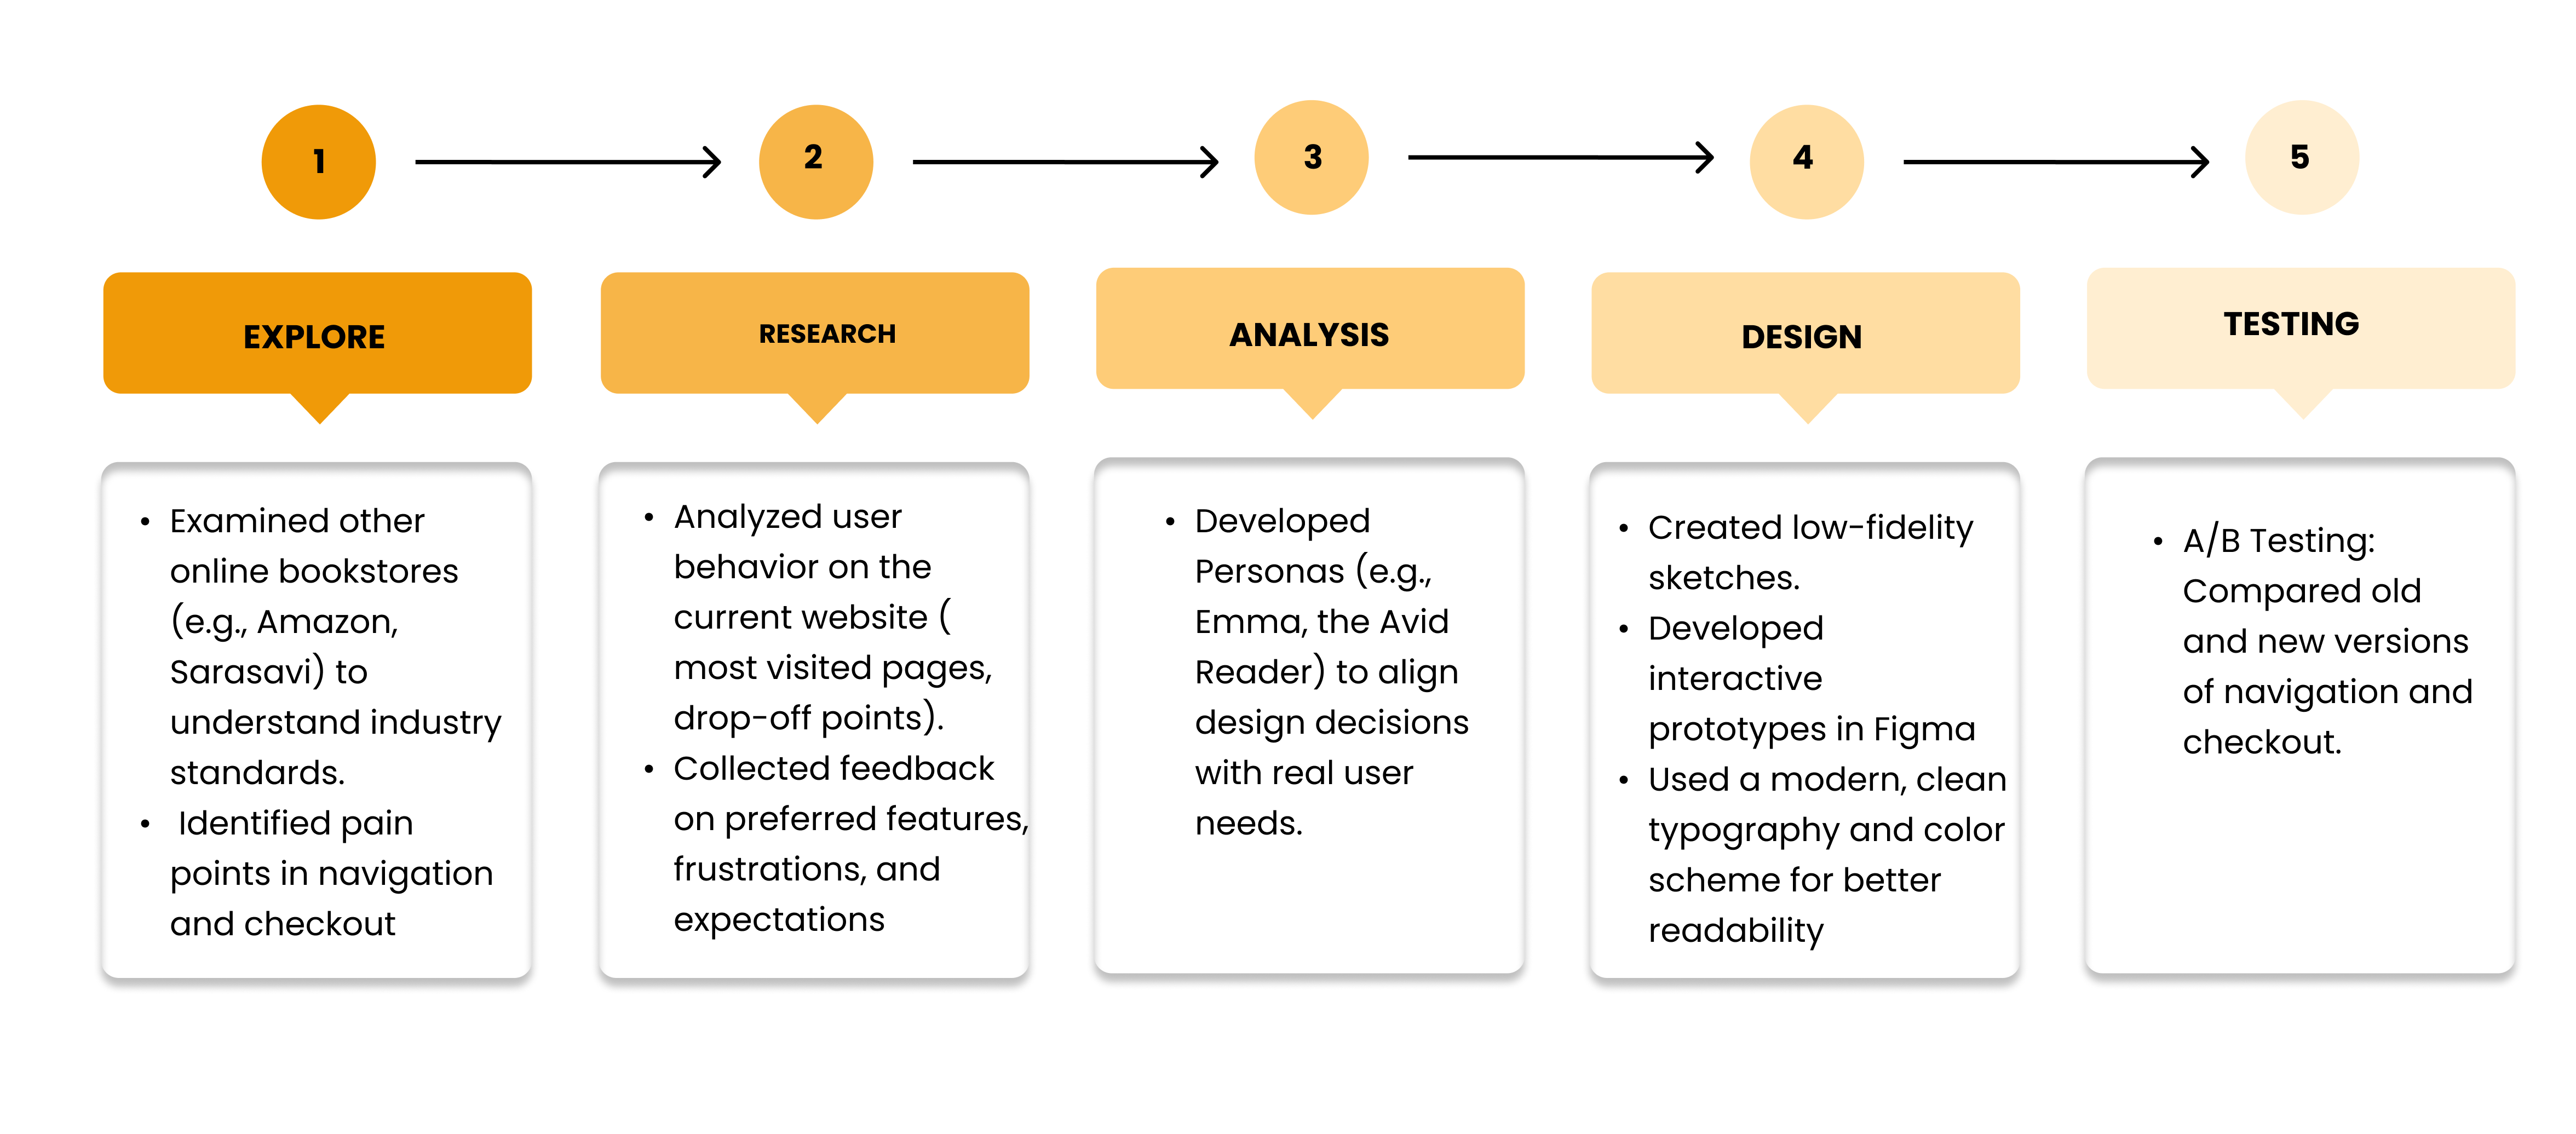 1
2
3
4
5
EXPLORE
RESEARCH
ANALYSIS
DESIGN
TESTING
• Examined other
online bookstores
(e.g., Amazon,
Sarasavi) to
understand industry
standards.
• Identified pain
points in navigation
and checkout
• Analyzed user
behavior on the
current website (
most visited pages,
drop-off points).
• Collected feedback
on preferred features,
frustrations, and
expectations
• Developed
Personas (e.g.,
Emma, the Avid
Reader) to align
design decisions
with real user
needs.
• Created low-fidelity
sketches.
• Developed
interactive
prototypes in Figma
• Used a modern, clean
typography and color
scheme for better
readability
• A/B Testing:
Compared old
and new versions
of navigation and
checkout.